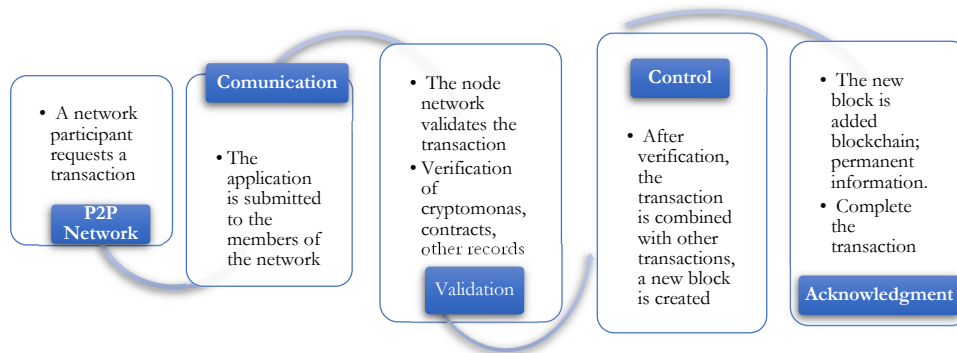 • A network
participant
requests a
transaction
P2P
Network
Comunication
• The
application
is submitted
to the
members of
the network
• The node
network
validates the
transaction
• Verification
of
cryptomonas,
contracts,
other records
Validation
Control
• After
verification,
the
transaction
is combined
with other
transactions,
a new block
is created
• The new
block is
added
blockchain;
permanent
information.
• Complete
the
transaction
Acknowledgment